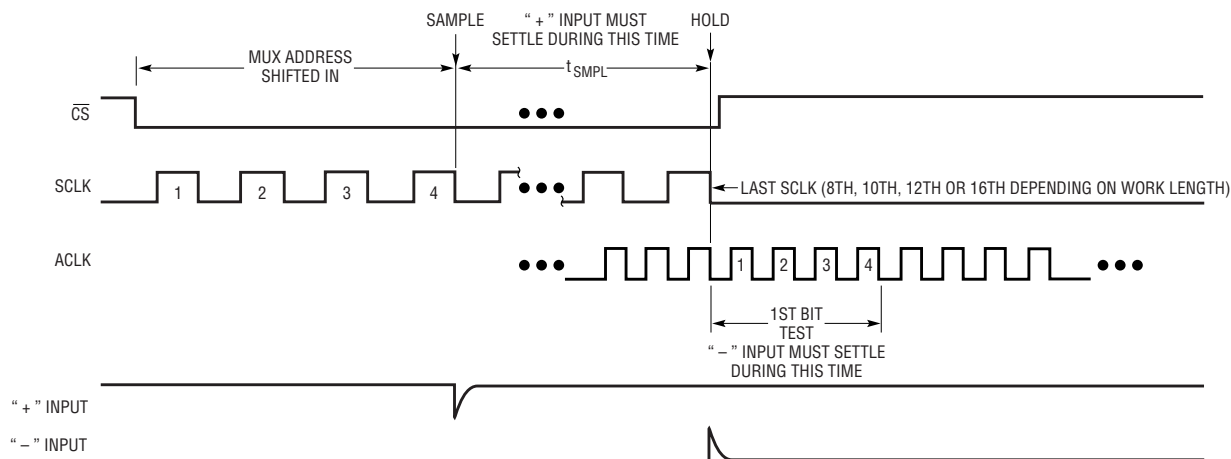 SAMPLE
“ + ” INPUT MUST
SETTLE DURING THIS TIME
HOLD
MUX ADDRESS
SHIFTED IN
tSMPL
CS
SCLK
1 2 3 4
LAST SCLK (8TH, 10TH, 12TH OR 16TH DEPENDING ON WORK LENGTH)
ACLK
1 2 3 4
1ST BIT
TEST
“ – ” INPUT MUST SETTLE
DURING THIS TIME
“ + ” INPUT
“ – ” INPUT